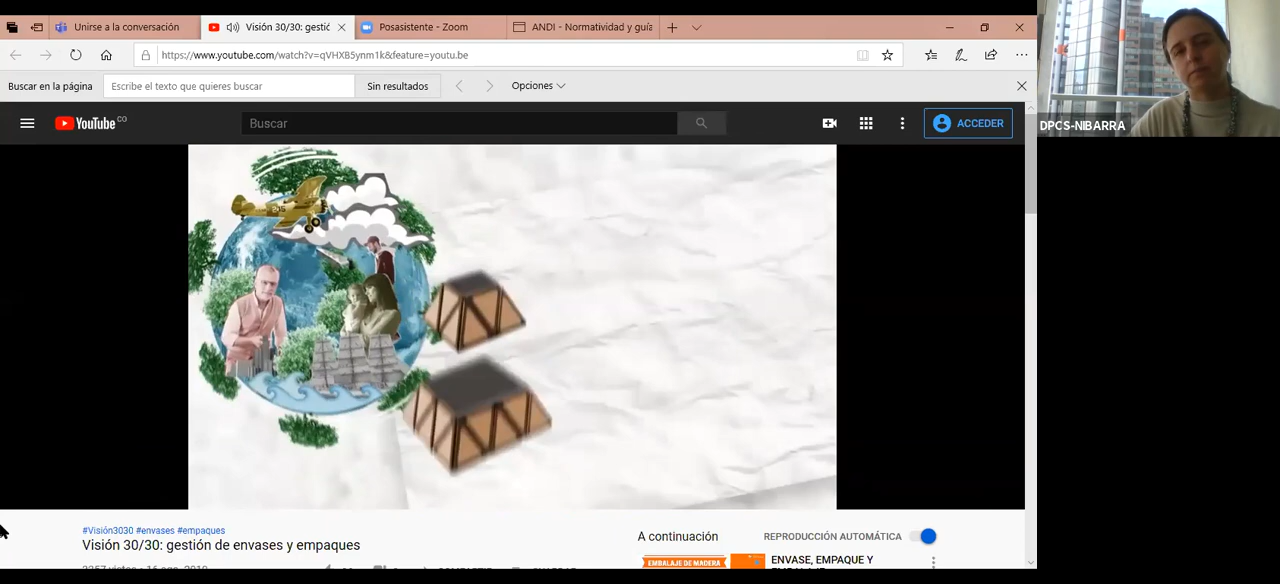 Unirse a la conversación
Visión 30/30: gestió
Posasistente - Zoom
ANDI - Normatividad y guía
https://www.youtube.com/watch?v=qVHXB5ynm1k&feature=youtu.be
Buscar en la página
Escribe el texto que quieres buscar
Sin resultados
Opciones
YouTube CO
Buscar
ACCEDER
DPCS-NIBARRA
#Visión3030 #envases #empaques
Visión 30/30: gestión de envases y empaques
A continuación
REPRODUCCIÓN AUTOMÁTICA
EMBALAJE DE MADERA
ENVASE, EMPAQUE Y